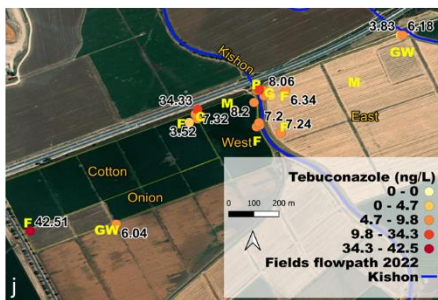 3.83 6.18
GW
Kishon
P 8.06
G F
6.34
M
M
34.33
G
7.32
8.2
F
3.52
7.2
F 7.24
West
F
East
Cotton
Onion
F 42.51
GW
6.04
Tebuconazole (ng/L)
0 - 0
0 - 4.7
4.7 - 9.8
9.8 - 34.3
34.3 - 42.5
Fields flowpath 2022
Kishon
0 100 200 m
j